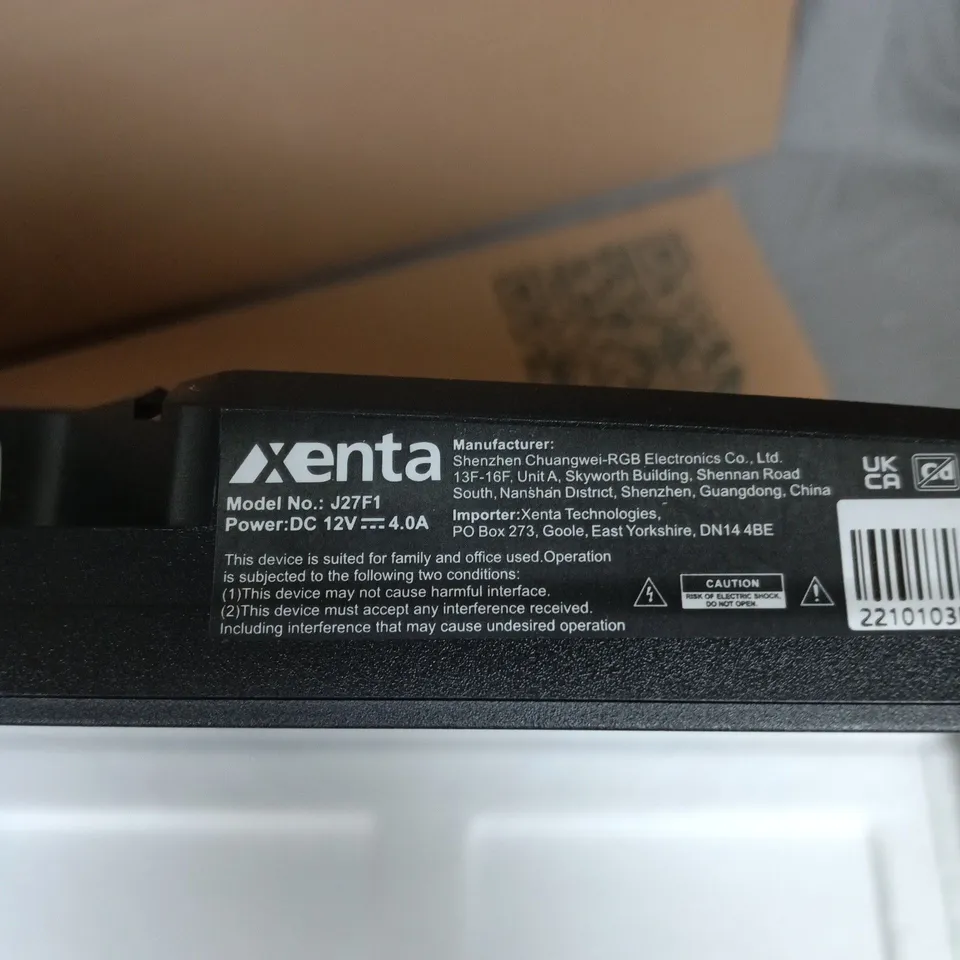 xenta
Model No.: J27F1
Power:DC 12V 4.0A
Manufacturer:
Shenzhen Chuangwei-RGB Electronics Co., Ltd.
13F-16F, Unit A, Skyworth Building, Shennan Road
South, Nanshan District, Shenzhen, Guangdong, China
Importer:Xenta Technologies,
PO Box 273, Goole, East Yorkshire, DN14 4BE
UK
CA
This device is suited for family and office used.Operation
is subjected to the following two conditions:
(1)This device may not cause harmful interface.
(2)This device must accept any interference received.
Including interference that may cause undesired operation
CAUTION
RISK OF ELECTRIC SHOCK,
DO NOT OPEN.
2210103